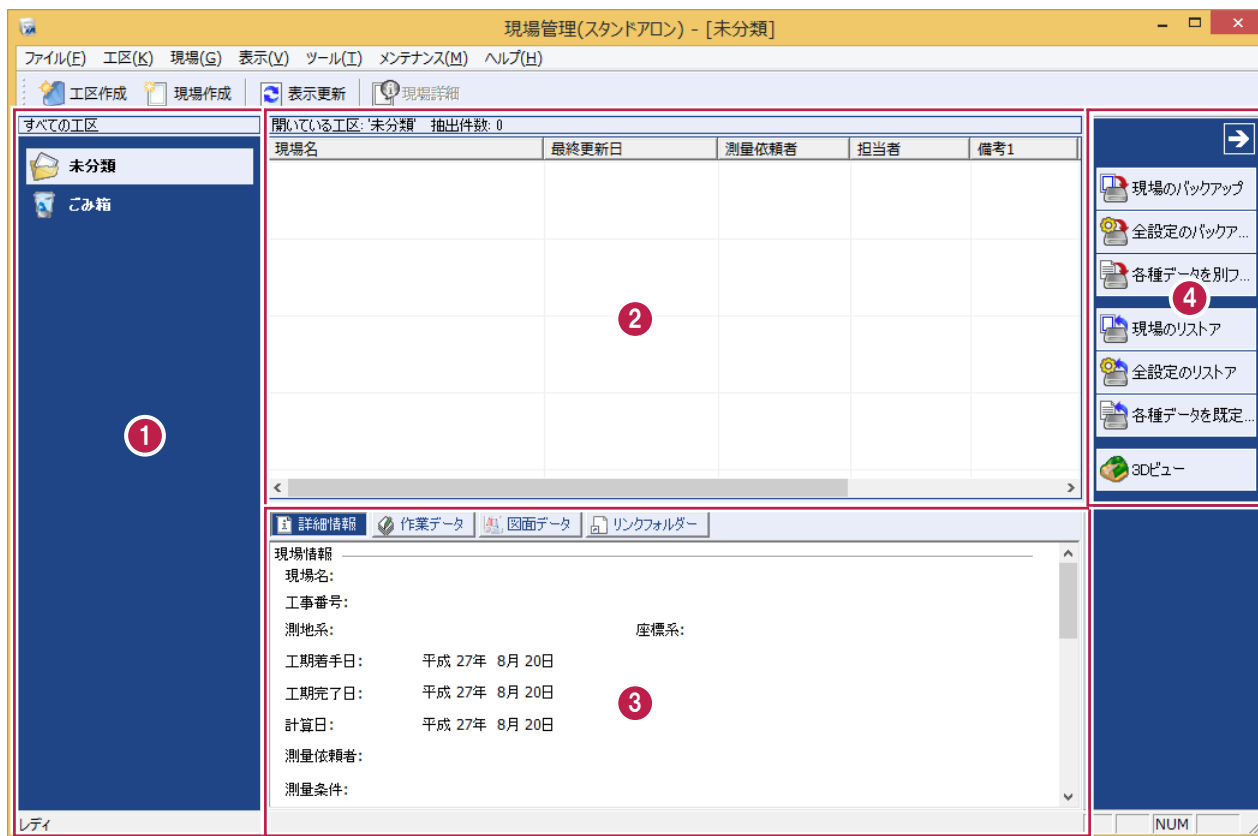 現場管理(スタンドアロン) - [未分類]
ファイル(F) 工区(K) 現場(G) 表示(V) ツール(T) メンテナンス(M) ヘルプ(H)
工区作成 現場作成 表示更新 現場詳細
すべての工区
未分類
ごみ箱
1
開いている工区: '未分類' 抽出件数: 0
現場名 最終更新日 測量依頼者 担当者 備考1
2
詳細情報 作業データ 図面データ リンクフォルダー
現場情報
現場名:
工事番号:
測地系: 座標系:
工期着手日: 平成 27年 8月 20日
工期完了日: 平成 27年 8月 20日
計算日: 平成 27年 8月 20日
測量依頼者:
測量条件:
3
現場のバックアップ
全設定のバックア...
各種データを別フ...
4
現場のリストア
全設定のリストア
各種データを既定...
3Dビュー
レディ
NUM